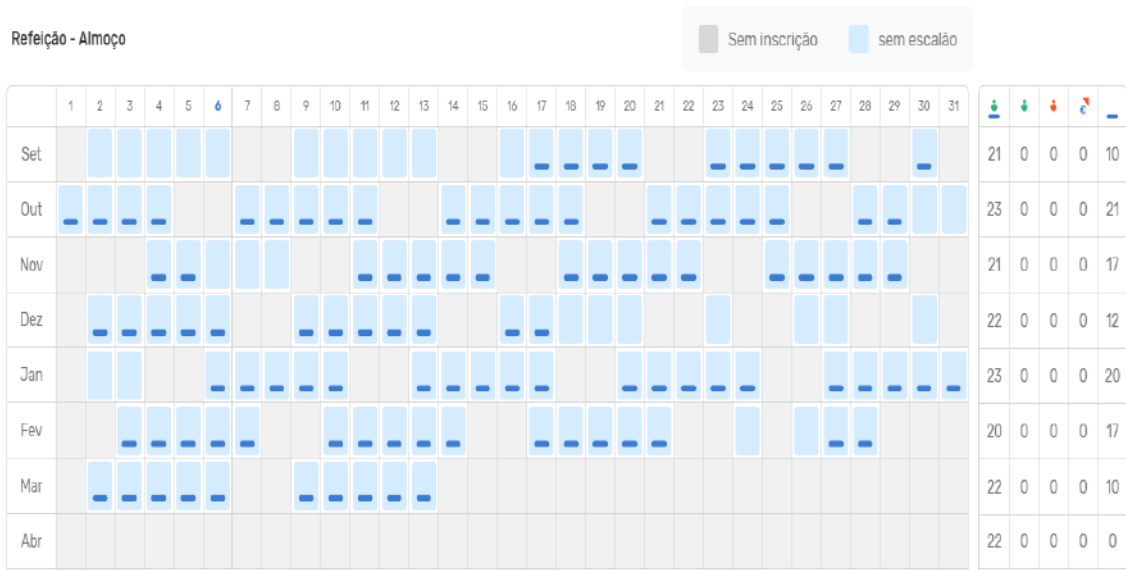 Refeição - Almoço
Sem inscrição sem escalão
1 2 3 4 5 6 7 8 9 10 11 12 13 14 15 16 17 18 19 20 21 22 23 24 25 26 27 28 29 30 31
Set 21 0 0 0 10
Out 23 0 0 0 21
Nov 21 0 0 0 17
Dez 22 0 0 0 12
Jan 23 0 0 0 20
Fev 20 0 0 0 17
Mar 22 0 0 0 10
Abr 22 0 0 0 0